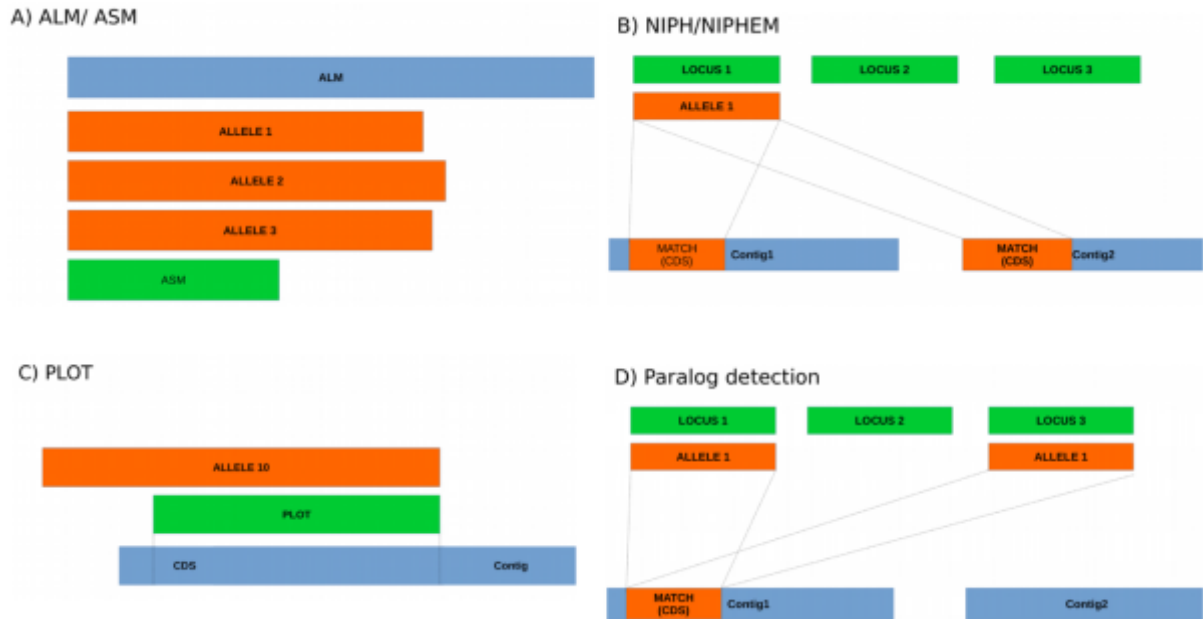 A) ALM/ ASM
ALM
ALLELE 1
ALLELE 2
ALLELE 3
ASM
B) NIPH/NIPHEM
LOCUS 1 LOCUS 2 LOCUS 3
ALLELE 1
MATCH
(CDS)
Contig1
MATCH
(CDS)
Contig2
C) PLOT
ALLELE 10
PLOT
CDS Contig
D) Paralog detection
LOCUS 1 LOCUS 2 LOCUS 3
ALLELE 1 ALLELE 1
MATCH
(CDS)
Contig1
Contig2